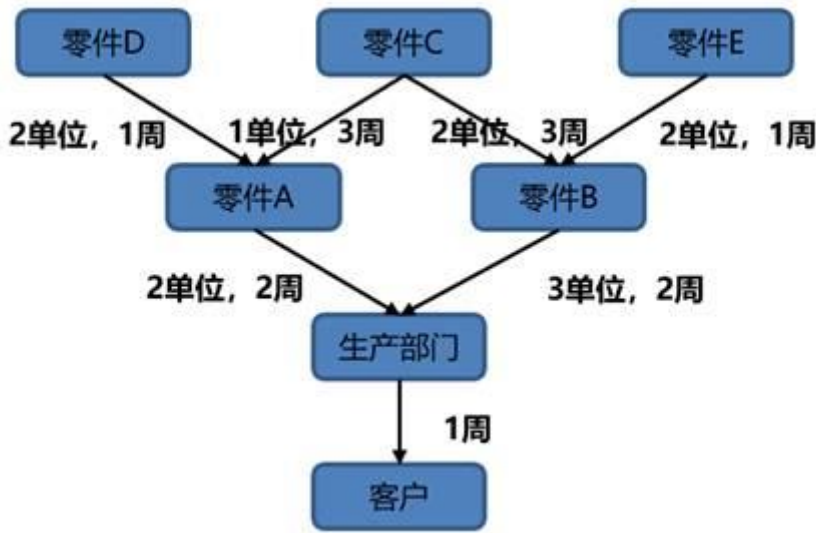 零件D
零件C
零件E
2单位，1周
1单位，3周
2单位，3周
2单位，1周
零件A
零件B
2单位，2周
3单位，2周
生产部门
1周
客户